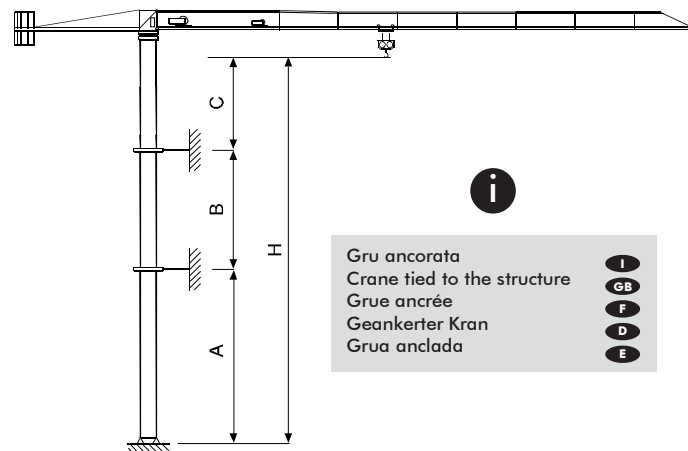 C
B
H
A
i
Gru ancorata I
Crane tied to the structure GB
Grue ancrée F
Geankerter Kran D
Grua anclada E